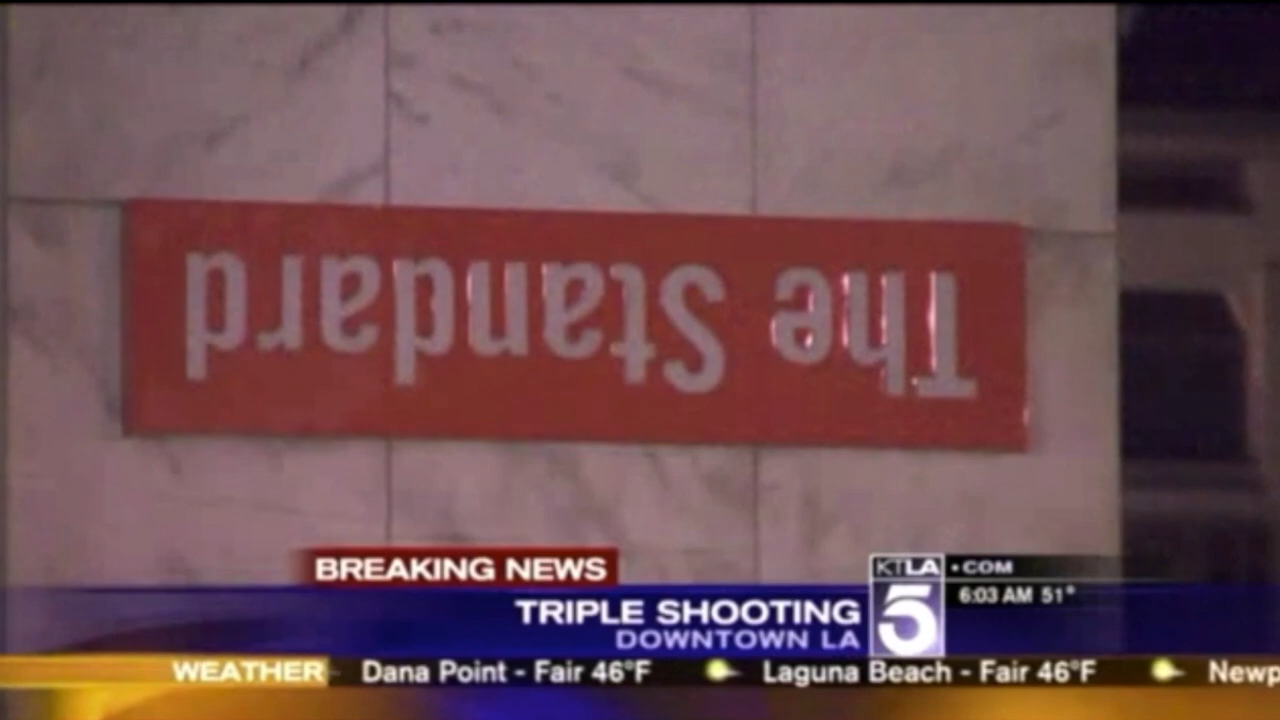 The Standard
BREAKING NEWS
TRIPLE SHOOTING
DOWNTOWN LA
KTLA
5
.COM
6:03 AM 51°
WEATHER Dana Point - Fair 46°F Laguna Beach - Fair 46°F Newp